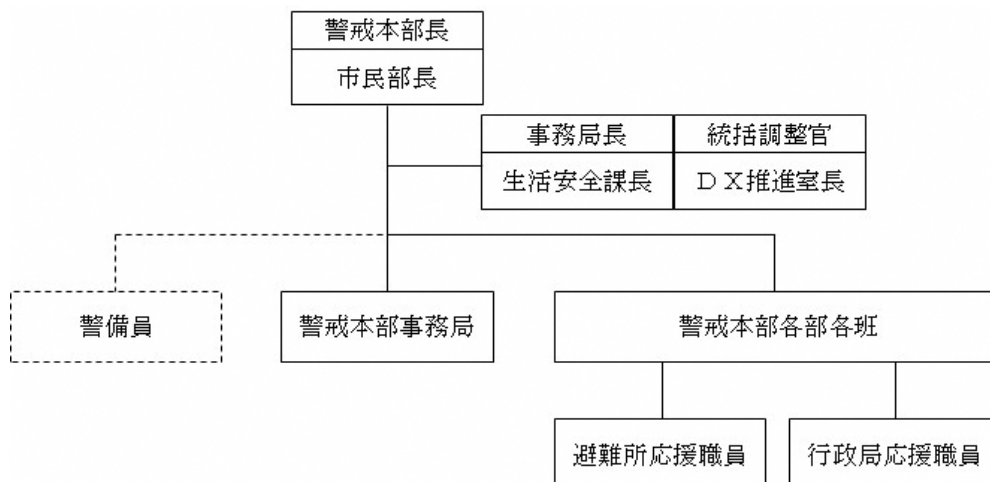 警戒本部長
市民部長
事務局長
統括調整官
生活安全課長
ＤＸ推進室長
警備員
警戒本部事務局
警戒本部各部各班
避難所応援職員
行政局応援職員